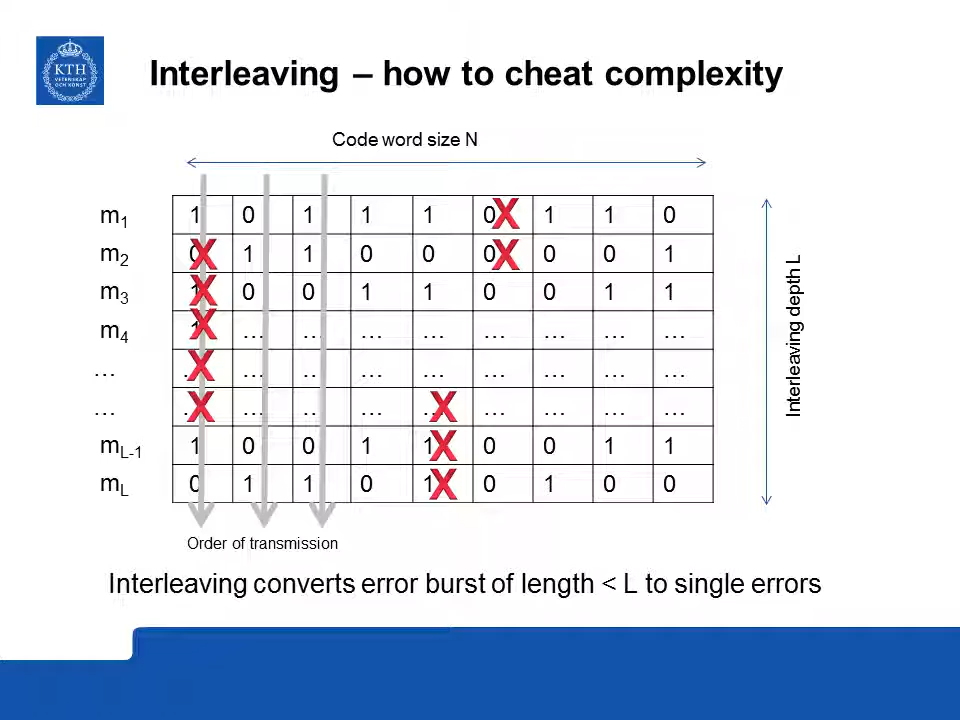 KTH
VETENSKAP
OCH KONST
Interleaving – how to cheat complexity
Code word size N
m1 1 0 1 1 1 0 1 1 0
m2 0 1 1 0 0 0 0 0 1
m3 1 0 0 1 1 0 0 1 1
m4 1 … … … … … … … …
… … … … … … … … … …
… … … … … … … … … …
mL-1 1 0 0 1 1 0 0 1 1
mL 0 1 1 0 1 0 1 0 0
Interleaving depth L
Order of transmission
Interleaving converts error burst of length < L to single errors